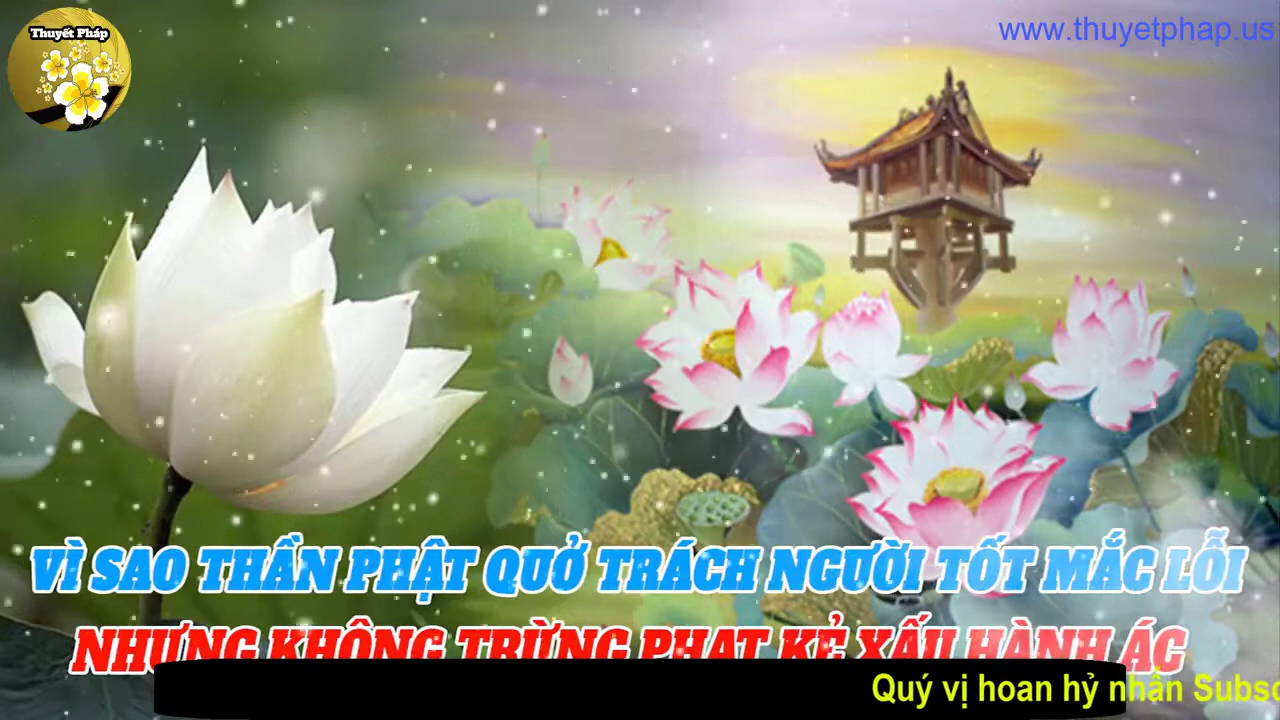 Thuyết Pháp
www.thuyetphap.us
VÌ SAO THẦN PHẬT QUỞ TRÁCH NGƯỜI TỐT MẮC LỖI
NHƯNG KHÔNG TRỪNG PHẠT KẺ XẤU HÀNH ÁC
Quý vị hoan hỷ nhấn Subsc